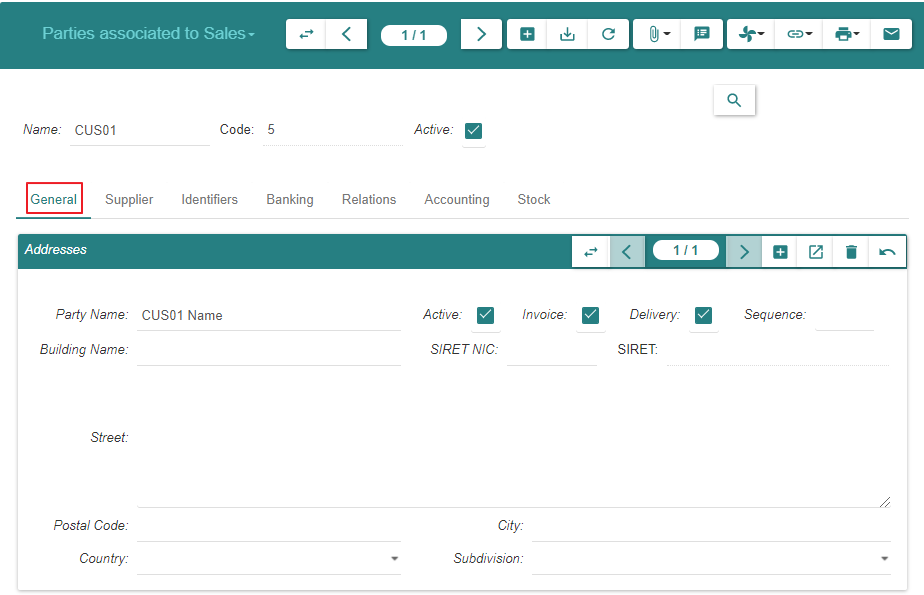 Parties associated to Sales
1 / 1
Name: CUS01 Code: 5 Active:
General Supplier Identifiers Banking Relations Accounting Stock
Addresses 1 / 1
Party Name: CUS01 Name Active: Invoice: Delivery: Sequence:
Building Name: SIRET NIC: SIRET:
Street:
Postal Code: City:
Country: Subdivision: